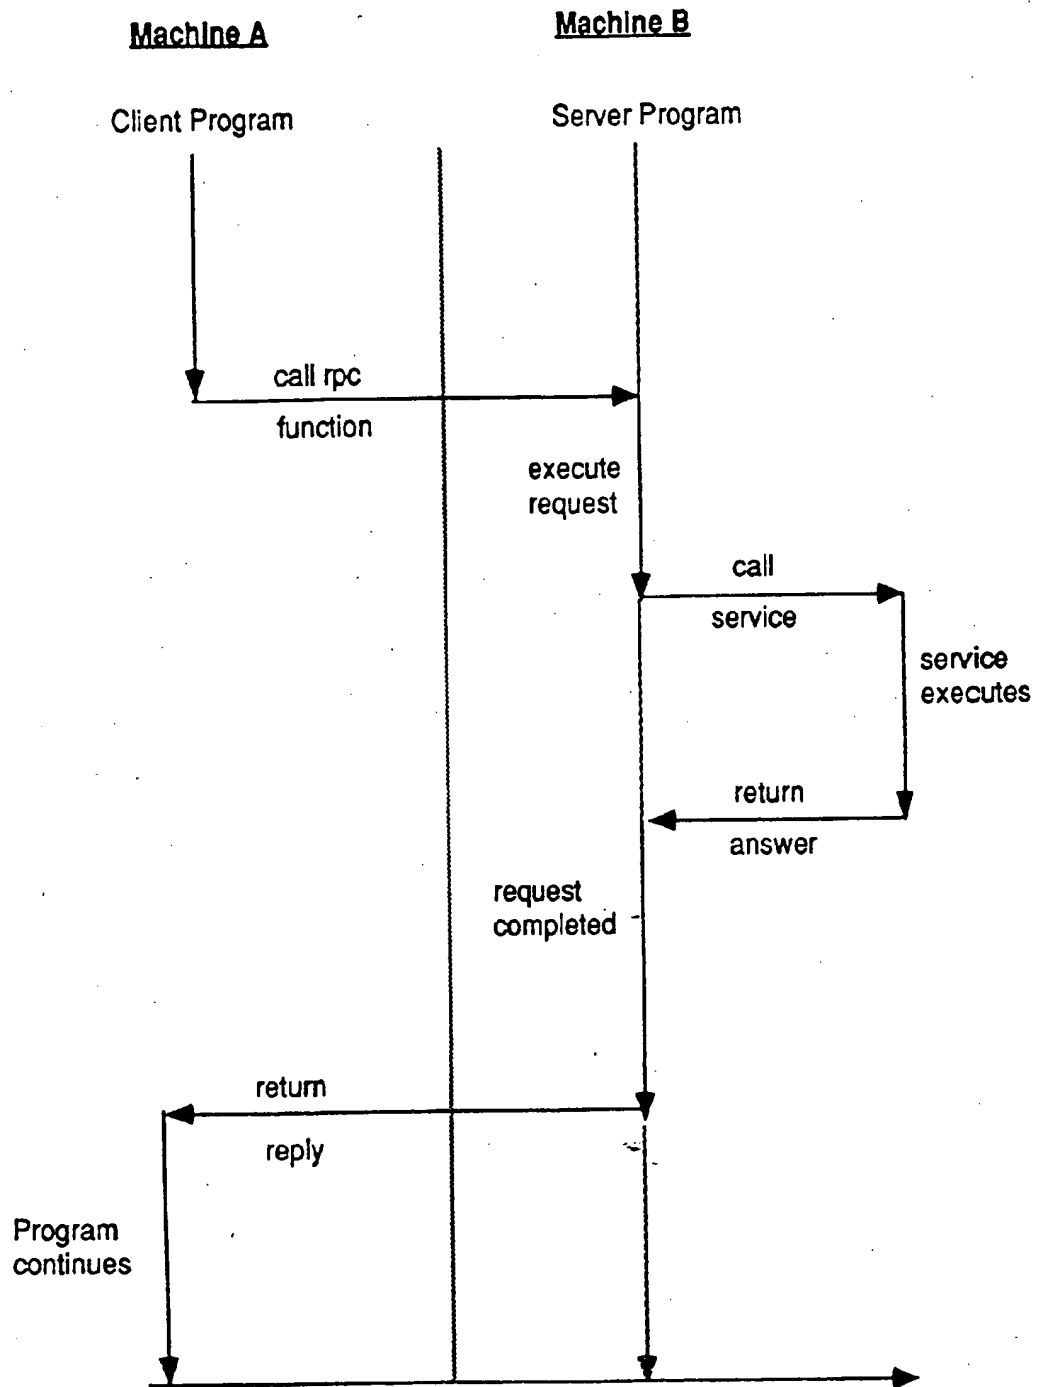 Machine A
Machine B
Client Program
Server Program
call rpc
function
execute
request
call
service
service
executes
return
answer
request
completed
return
reply
Program
continues